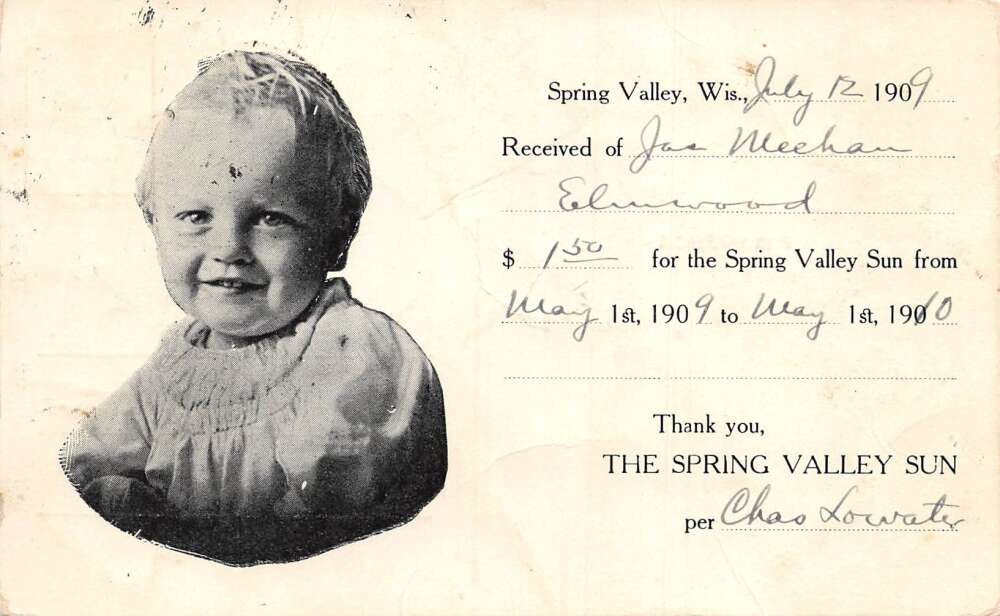 Spring Valley, Wis., July 12 1909
Received of Jas Meehan
Elmwood
$ 1 50 for the Spring Valley Sun from
May 1st, 1909 to May 1st, 1910
Thank you,
THE SPRING VALLEY SUN
per Chas Lowater